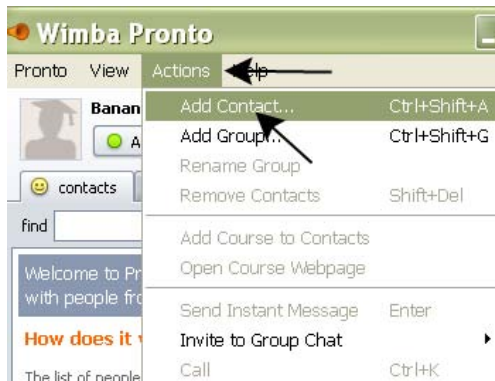 Wimba Pronto
Pronto View Actions Help
Banan
A
contacts
find
Welcome to Pr
with people fro
How does it
The list of people
Add Contact... Ctrl+Shift+A
Add Group... Ctrl+Shift+G
Rename Group
Remove Contacts Shift+Del
Add Course to Contacts
Open Course Webpage
Send Instant Message Enter
Invite to Group Chat
Call Ctrl+K